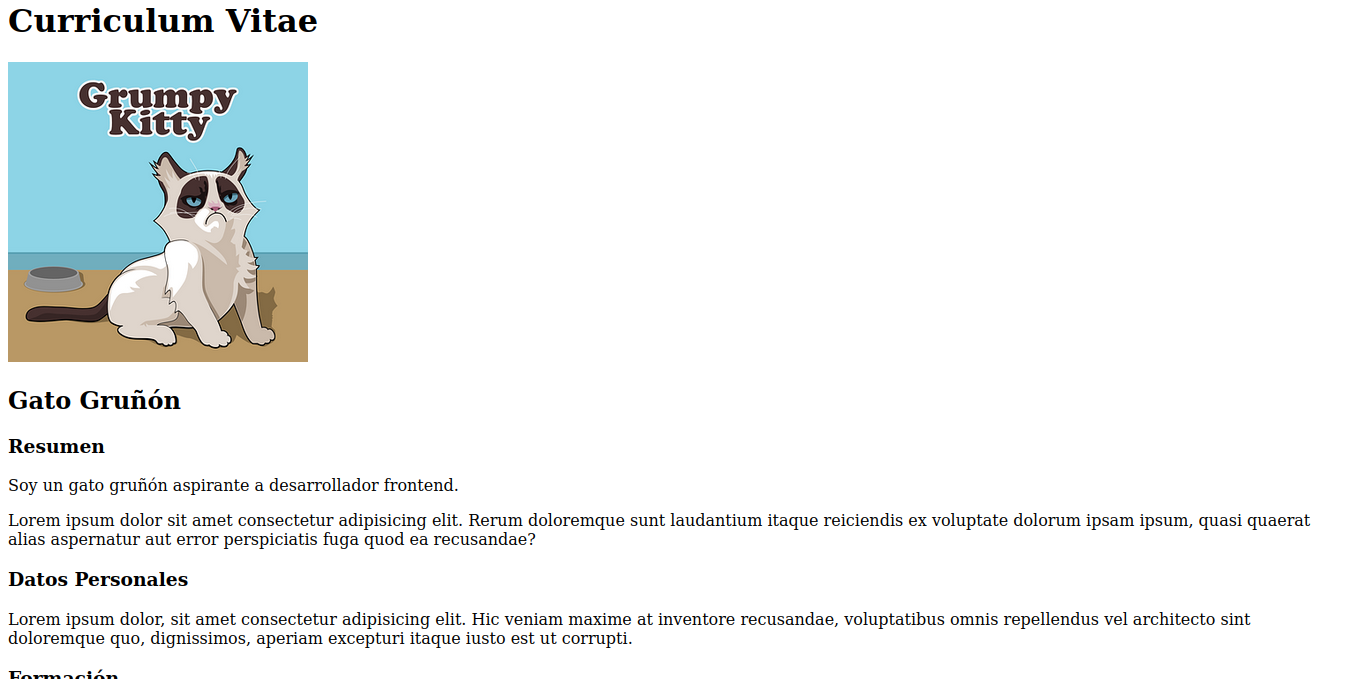 Curriculum Vitae
Grumpy
Kitty
Gato Gruñón
Resumen
Soy un gato gruñón aspirante a desarrollador frontend.
Lorem ipsum dolor sit amet consectetur adipisicing elit. Rerum doloremque sunt laudantium itaque reiciendis ex voluptate dolorum ipsam ipsum, quasi quaerat
alias aspernatur aut error perspiciatis fuga quod ea recusandae?
Datos Personales
Lorem ipsum dolor, sit amet consectetur adipisicing elit. Hic veniam maxime at inventore recusandae, voluptatibus omnis repellendus vel architecto sint
doloremque quo, dignissimos, aperiam excepturi itaque iusto est ut corrupti.
Formación